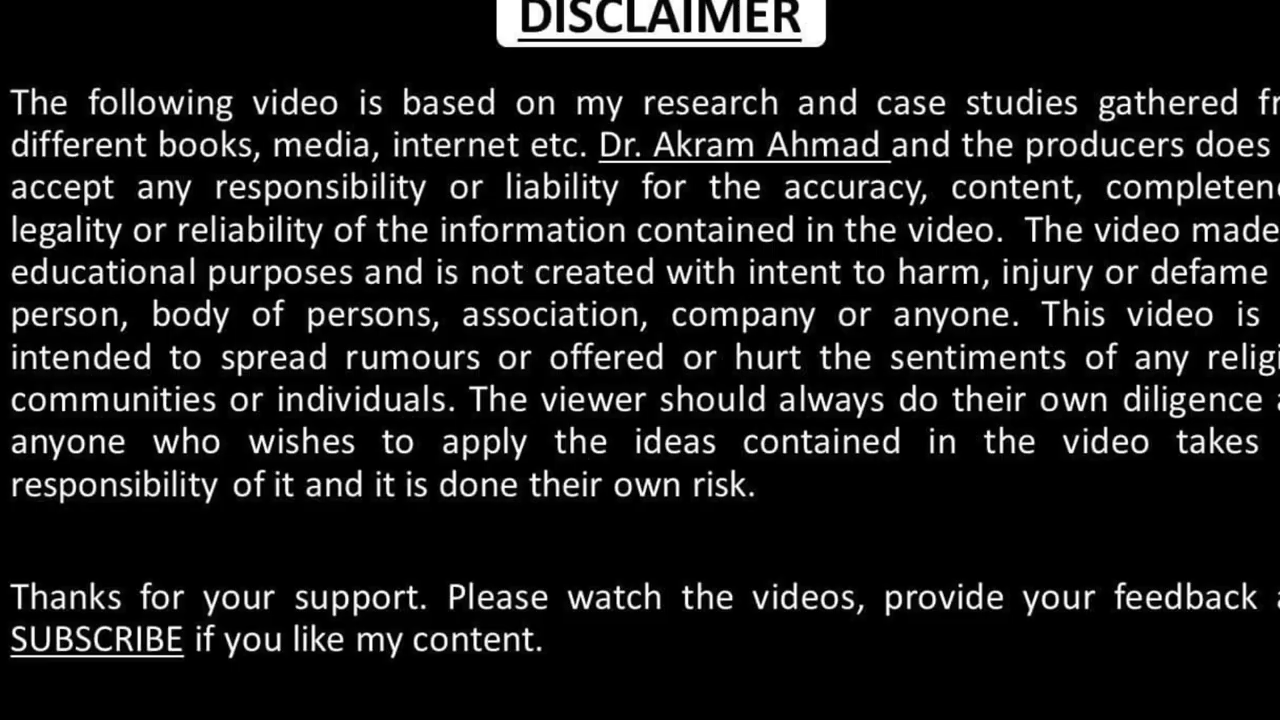 DISCLAIMER
The following video is based on my research and case studies gathered
different books, media, internet etc. Dr. Akram Ahmad and the producers does
accept any responsibility or liability for the accuracy, content,
legality or reliability of the information contained in the video. The video made
educational purposes and is not created with intent to harm, injury or defame
person, body of persons, association, company or anyone. This video is
intended to spread rumours or offered or hurt the sentiments of any
communities or individuals. The viewer should always do their own diligence
anyone who wishes to apply the ideas contained in the video takes
responsibility of it and it is done their own risk.
Thanks for your support. Please watch the videos, provide your feedback
SUBSCRIBE if you like my content.